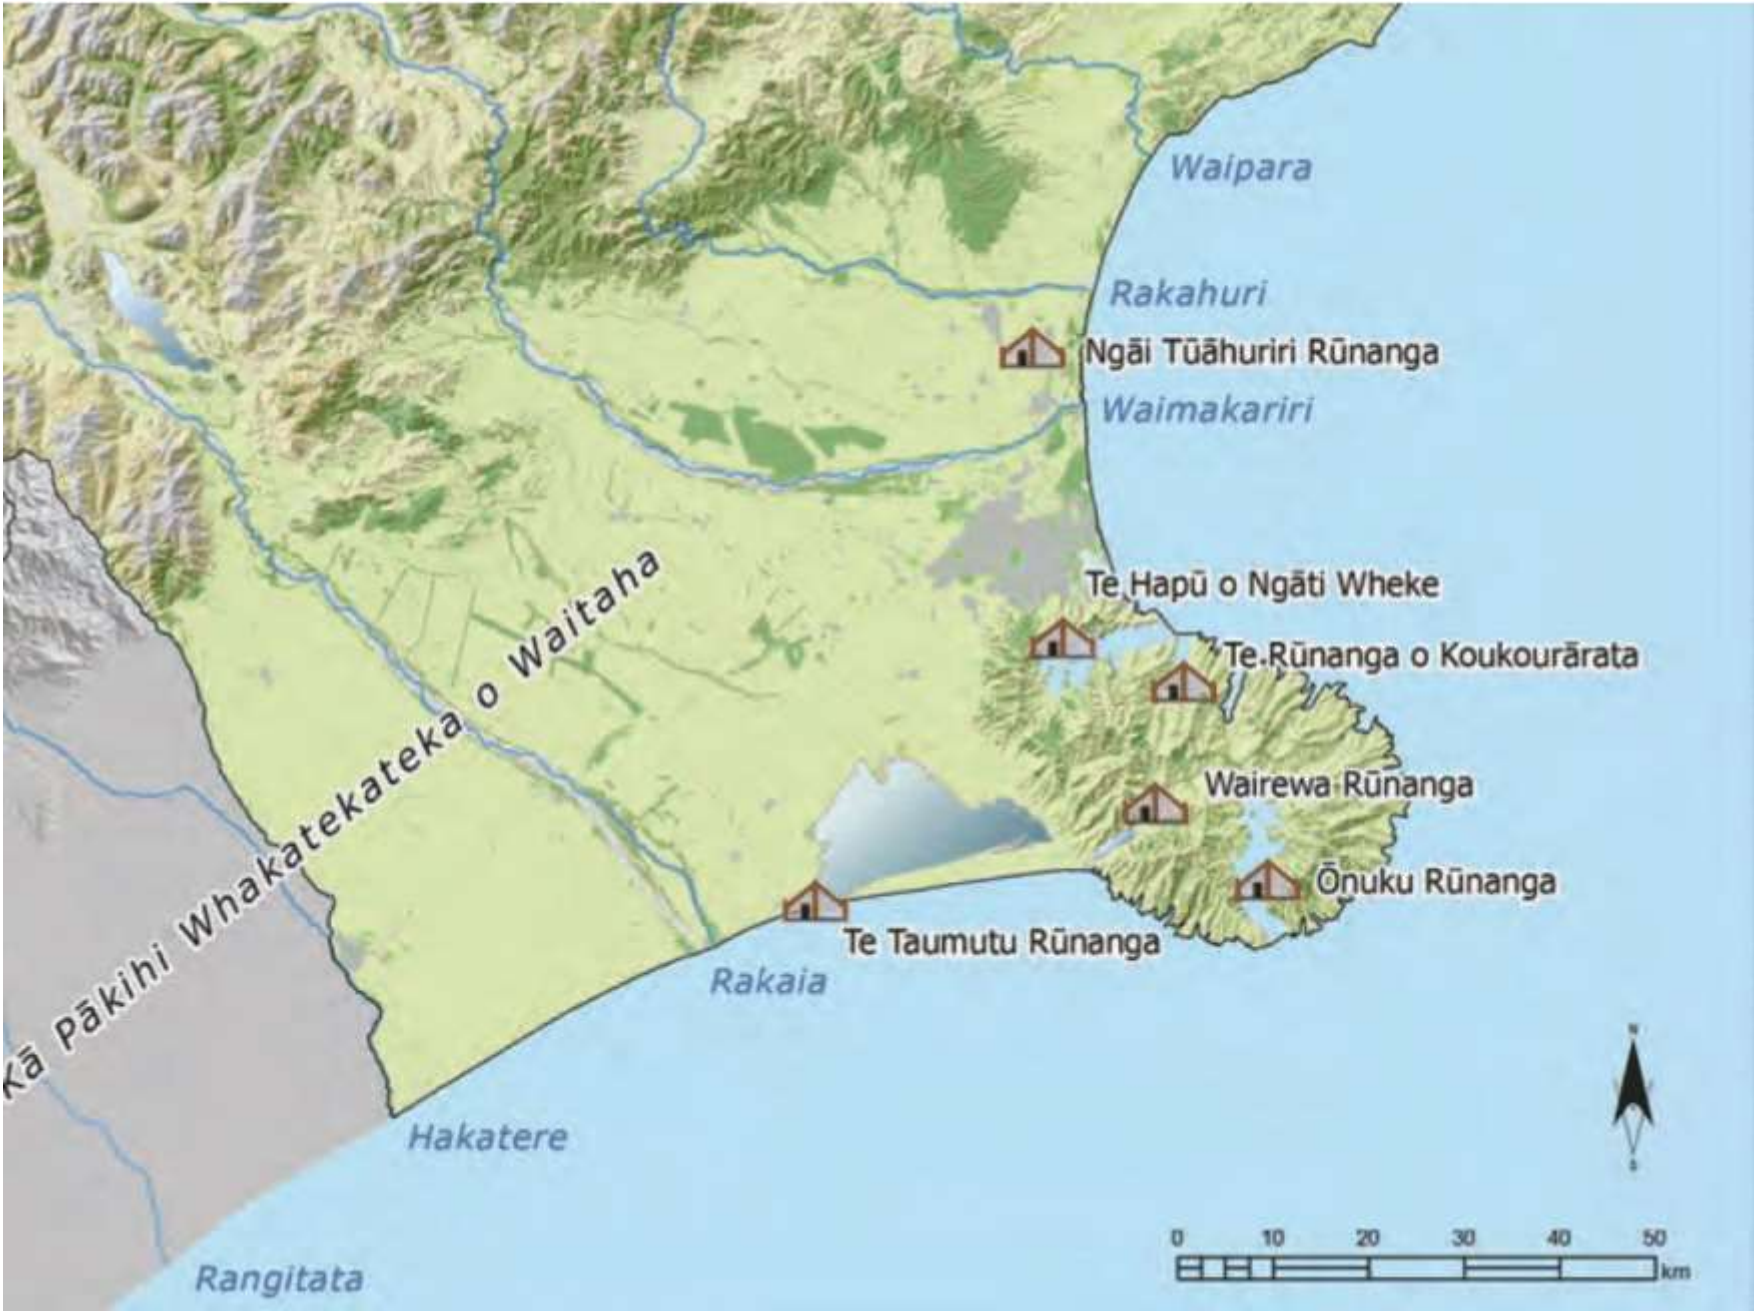 Waipara
Rakahuri
Ngāi Tūāhuriri Rūnanga
Waimakariri
Te Hapū o Ngāti Wheke
Te Rūnanga o Koukourārata
Kā Pākihi Whakatekateka o Waitaha
Wairewa Rūnanga
Ōnuku Rūnanga
Te Taumutu Rūnanga
Rakaia
N
S
Hakatere
0 10 20 30 40 50
km
Rangitata